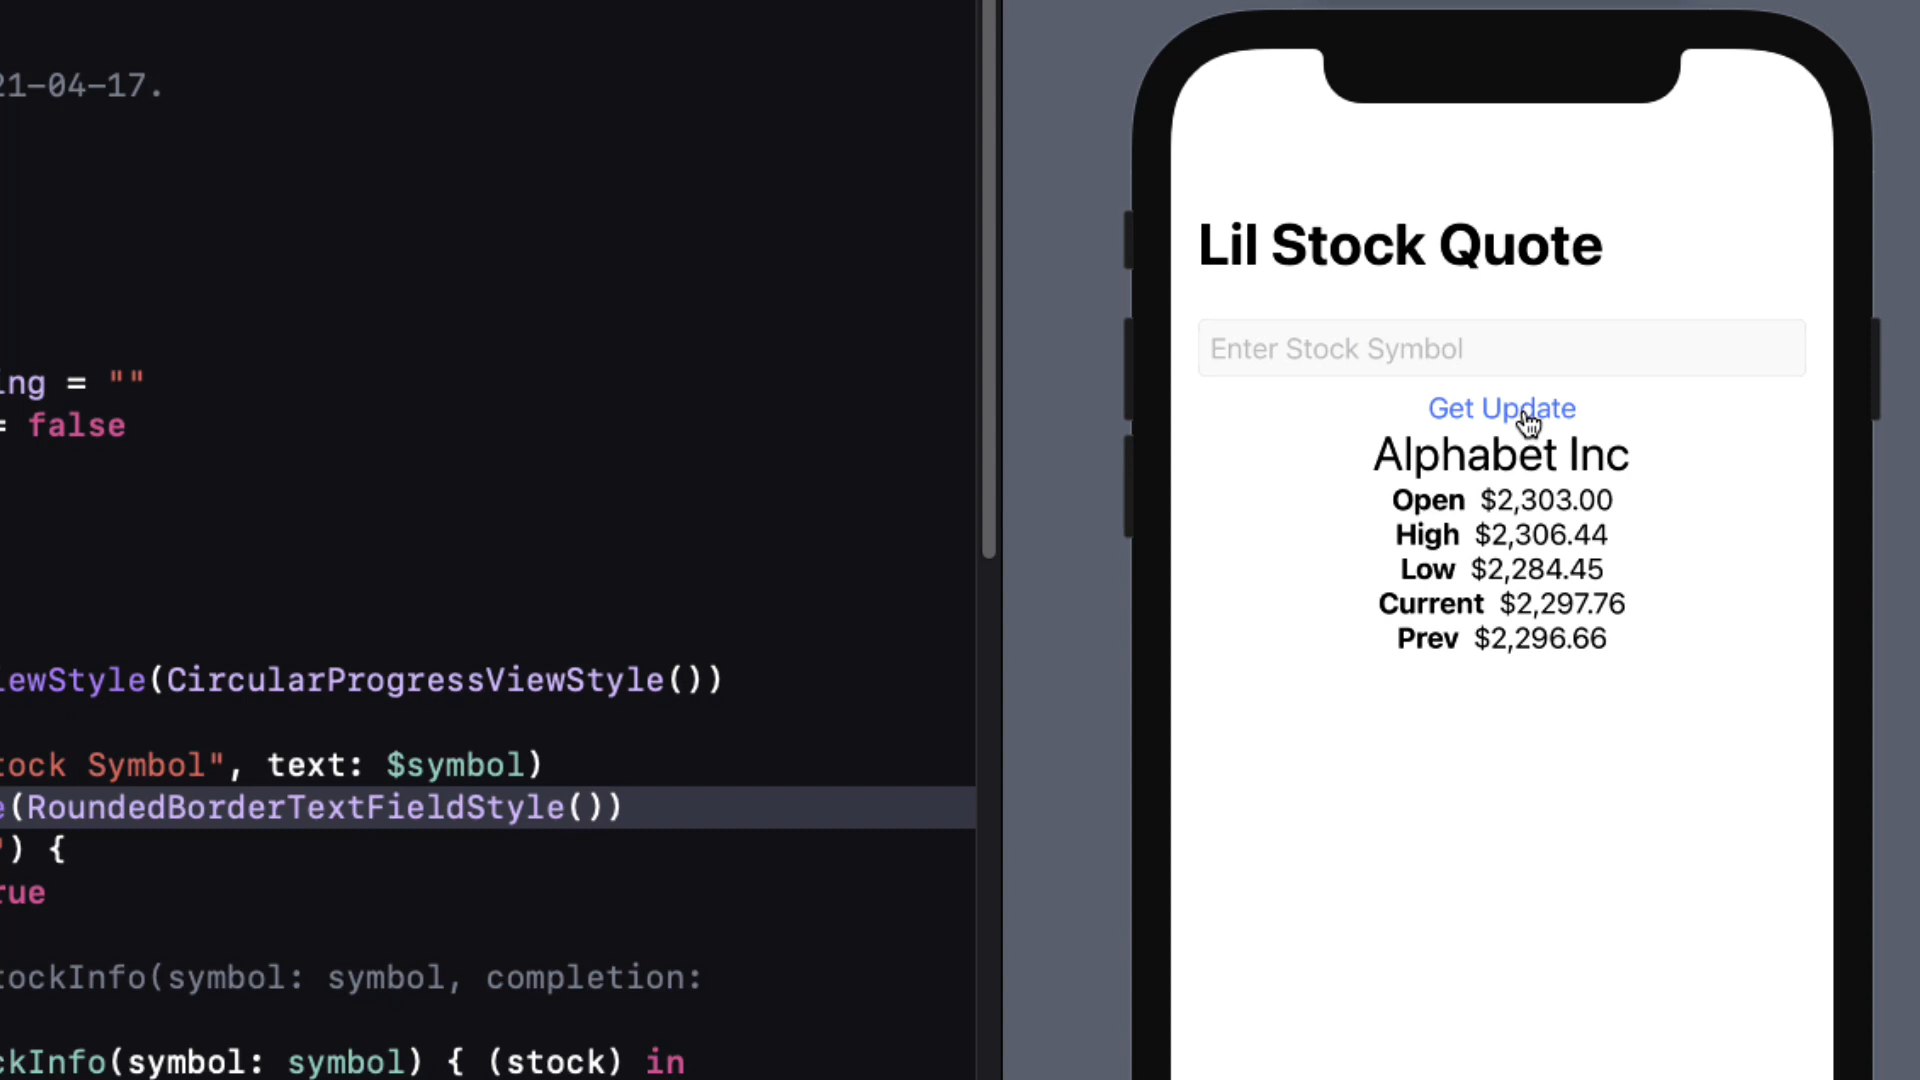 21-04-17.
ing = ""
= false
iewStyle(CircularProgressViewStyle())
tock Symbol", text: $symbol)
e(RoundedBorderTextFieldStyle())
") {
rue
tockInfo(symbol: symbol, completion:
ckInfo(symbol: symbol) { (stock) in
Lil Stock Quote
Enter Stock Symbol
Get Update
Alphabet Inc
Open $2,303.00
High $2,306.44
Low $2,284.45
Current $2,297.76
Prev $2,296.66